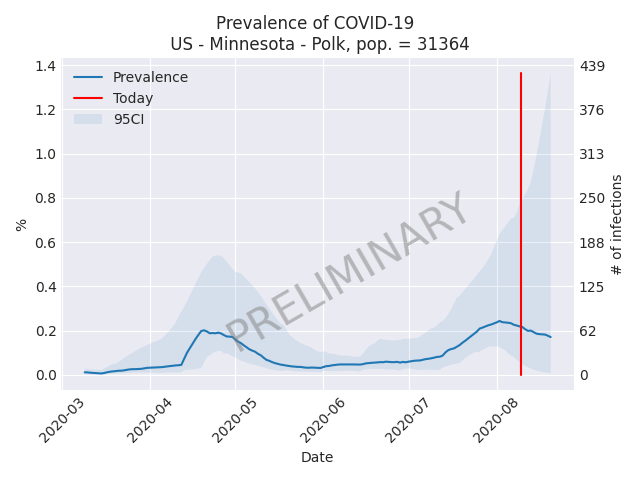 Prevalence of COVID-19
US - Minnesota - Polk, pop. = 31364
Prevalence
Today
95CI
1.4
1.2
1.0
0.8
0.6
0.4
0.2
0.0
%
439
376
313
250
188
125
62
0
# of infections
PRELIMINARY
2020-03
2020-04
2020-05
2020-06
2020-07
2020-08
Date